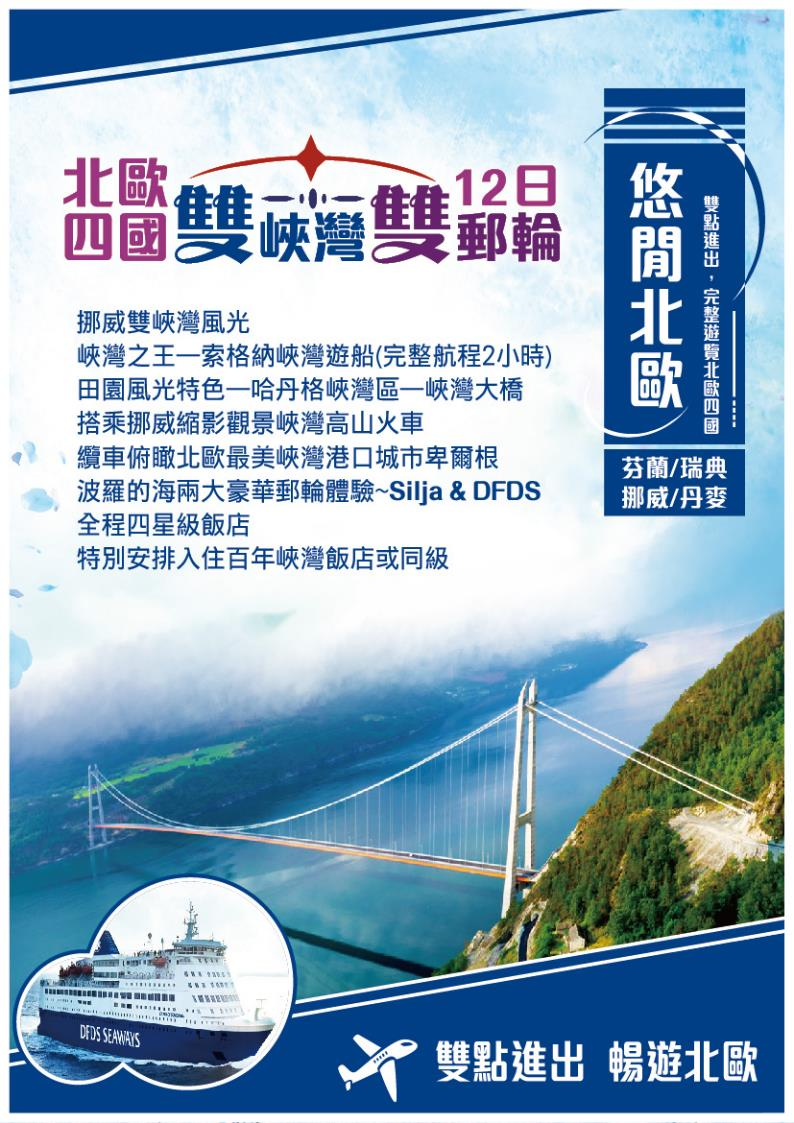 北歐四國雙峽灣雙郵輪12日
挪威雙峽灣風光
峽灣之王—索格納峽灣遊船(完整航程2小時)
田園風光特色—哈丹格峽灣區—峽灣大橋
搭乘挪威縮影觀景峽灣高山火車
纜車俯瞰北歐最美峽灣港口城市卑爾根
波羅的海兩大豪華郵輪體驗~Silja & DFDS
全程四星級飯店
特別安排入住百年峽灣飯店或同級
悠閒北歐
雙點進出，完整遊覽北歐四國
芬蘭/瑞典
挪威/丹麥
DFDS SEAWAYS
雙點進出 暢遊北歐